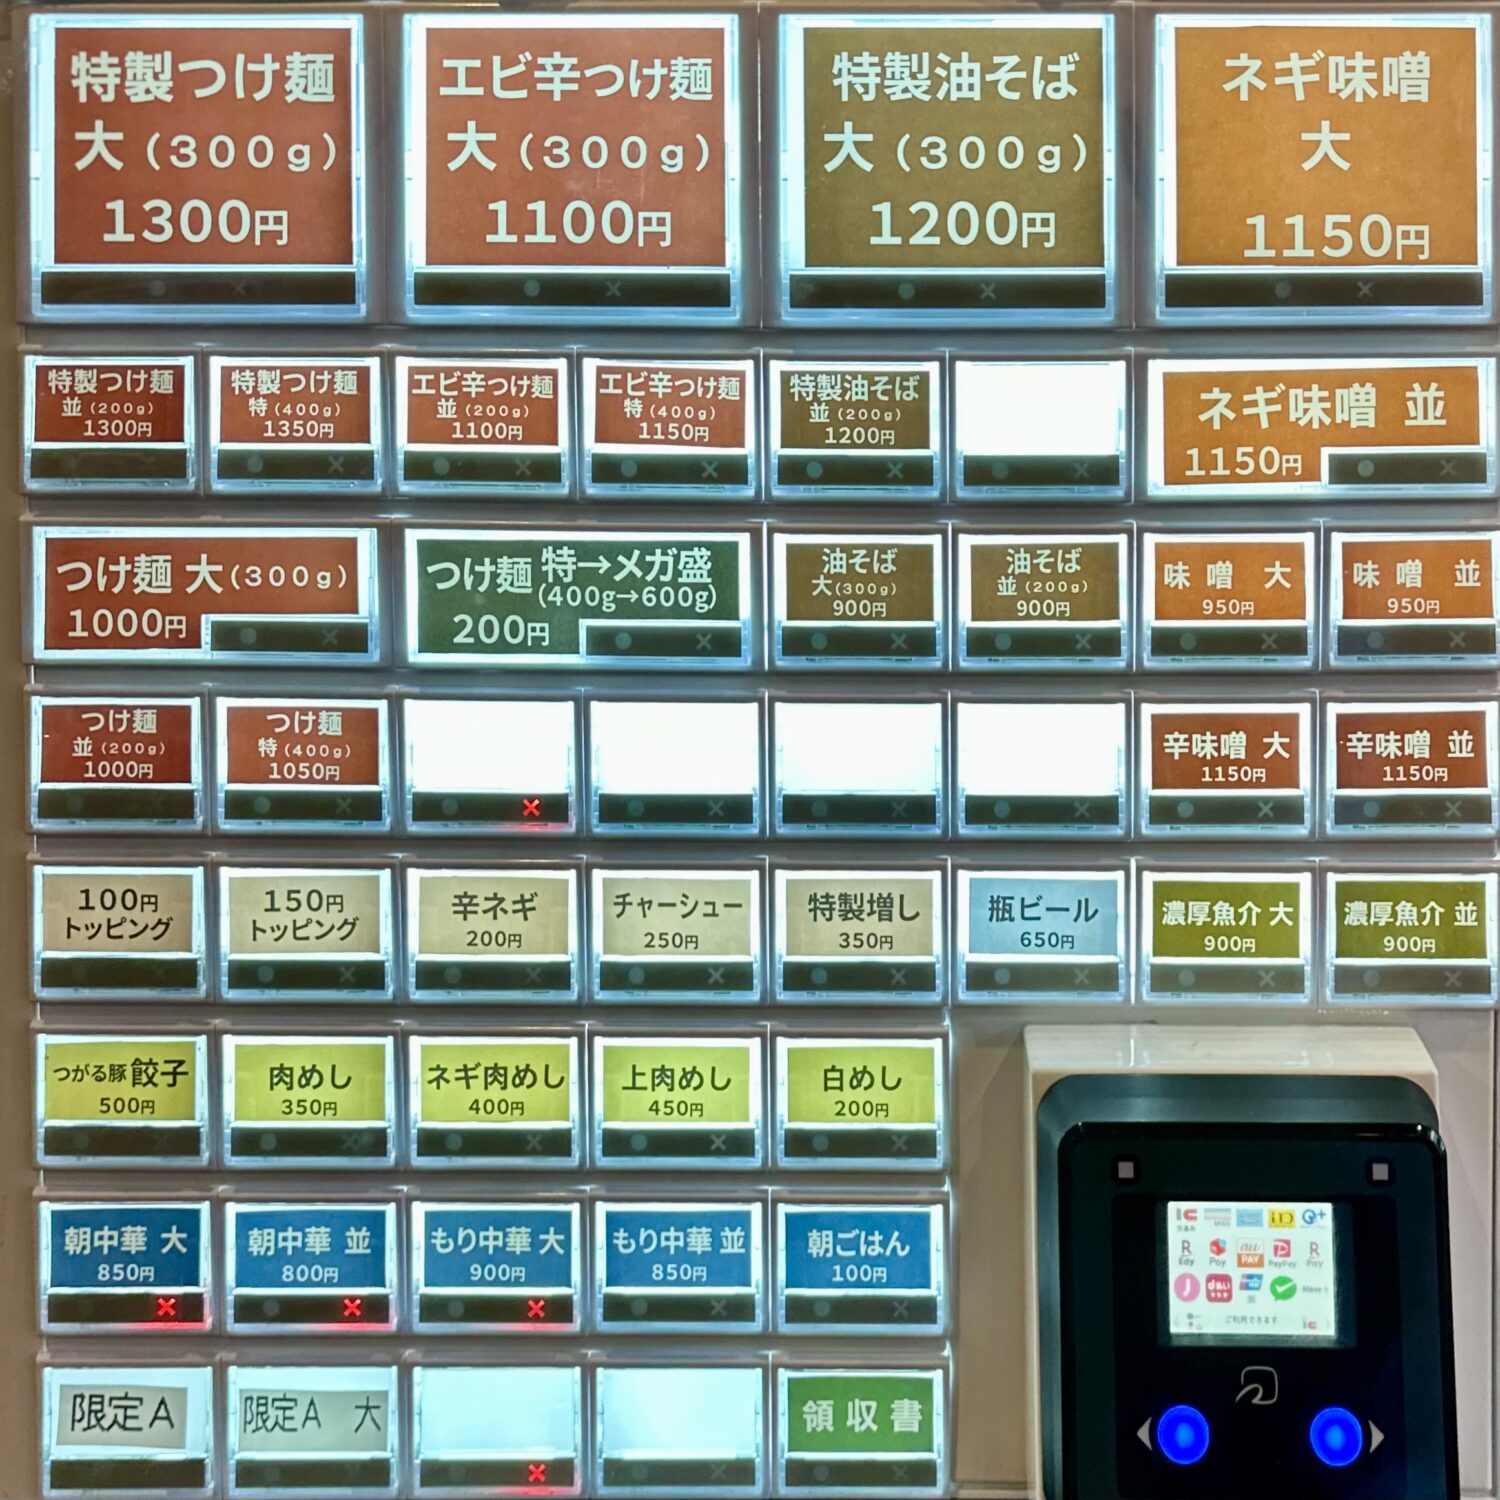 特製つけ麺
大（300g）
1300円
エビ辛つけ麺
大（300g）
1100円
特製油そば
大（300g）
1200円
ネギ味噌
大
1150円
特製つけ麺
並（200g）
1300円
特製つけ麺
特（400g）
1350円
エビ辛つけ麺
並（200g）
1100円
エビ辛つけ麺
特（400g）
1150円
特製油そば
並（200g）
1200円
ネギ味噌 並
1150円
つけ麺 大（300g）
1000円
つけ麺 特→メガ盛
(400g→600g)
200円
油そば
大（300g）
900円
油そば
並（200g）
900円
味噌 大
950円
味噌 並
950円
つけ麺
並（200g）
1000円
つけ麺
特（400g）
1050円
辛味噌 大
1150円
辛味噌 並
1150円
100円
トッピング
150円
トッピング
辛ネギ
200円
チャーシュー
250円
特製増し
350円
瓶ビール
650円
濃厚魚介 大
900円
濃厚魚介 並
900円
つがる豚餃子
500円
肉めし
350円
ネギ肉めし
400円
上肉めし
450円
白めし
200円
朝中華 大
850円
朝中華 並
800円
もり中華 大
900円
もり中華 並
850円
朝ごはん
100円
限定A
限定A 大
領収書
iD
Q+
R Edy
Pay
au PAY
PayPay
R Pay
J
d払い
ご利用できます